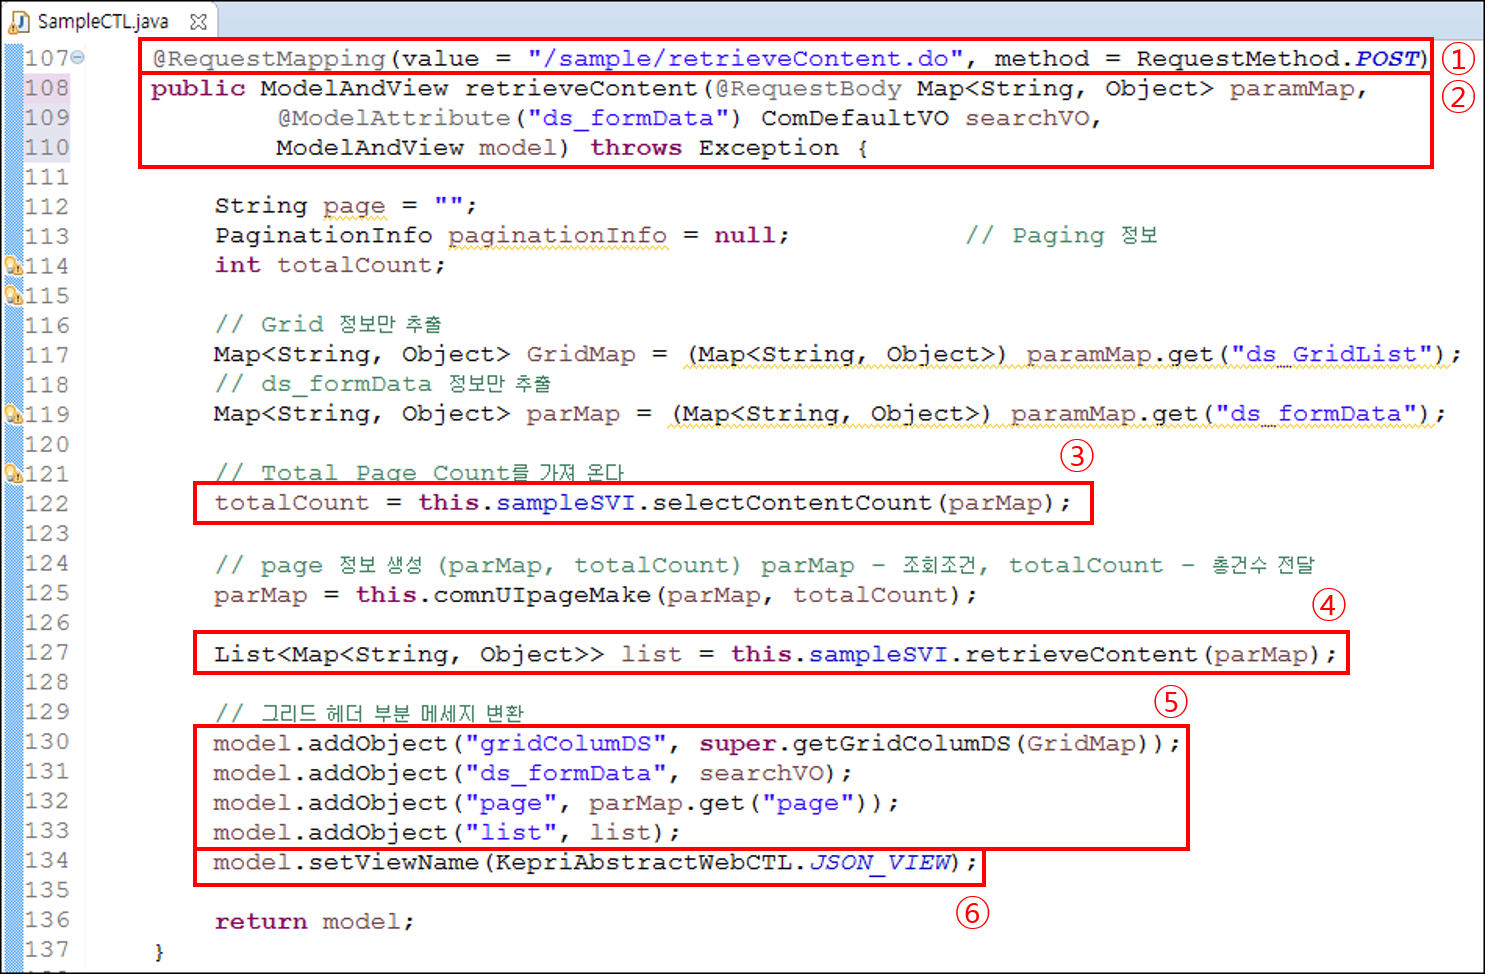 SampleCTL.java
107 @RequestMapping(value = "/sample/retrieveContent.do", method = RequestMethod.POST) ①
108 public ModelAndView retrieveContent(@RequestBody Map<String, Object> paramMap, ②
109 @ModelAttribute("ds_formData") ComDefaultVO searchVO,
110 ModelAndView model) throws Exception {
111
112 String page = "";
113 PaginationInfo paginationInfo = null; // Paging 정보
114 int totalCount;
115
116 // Grid 정보만 추출
117 Map<String, Object> GridMap = (Map<String, Object>) paramMap.get("ds_GridList");
118 // ds_formData 정보만 추출
119 Map<String, Object> parMap = (Map<String, Object>) paramMap.get("ds_formData");
120
③
121 // Total Page Count를 가져 온다
122 totalCount = this.sampleSVI.selectContentCount(parMap);
123
124 // page 정보 생성 (parMap, totalCount) parMap - 조회조건, totalCount - 총건수 전달
125 parMap = this.comnUIpageMake(parMap, totalCount);
④
126
127 List<Map<String, Object>> list = this.sampleSVI.retrieveContent(parMap);
128
⑤
129 // 그리드 헤더 부분 메세지 변환
130 model.addObject("gridColumDS", super.getGridColumDS(GridMap));
131 model.addObject("ds_formData", searchVO);
132 model.addObject("page", parMap.get("page"));
133 model.addObject("list", list);
134 model.setViewName(KepriAbstractWebCTL.JSON_VIEW);
135
⑥
136 return model;
137 }